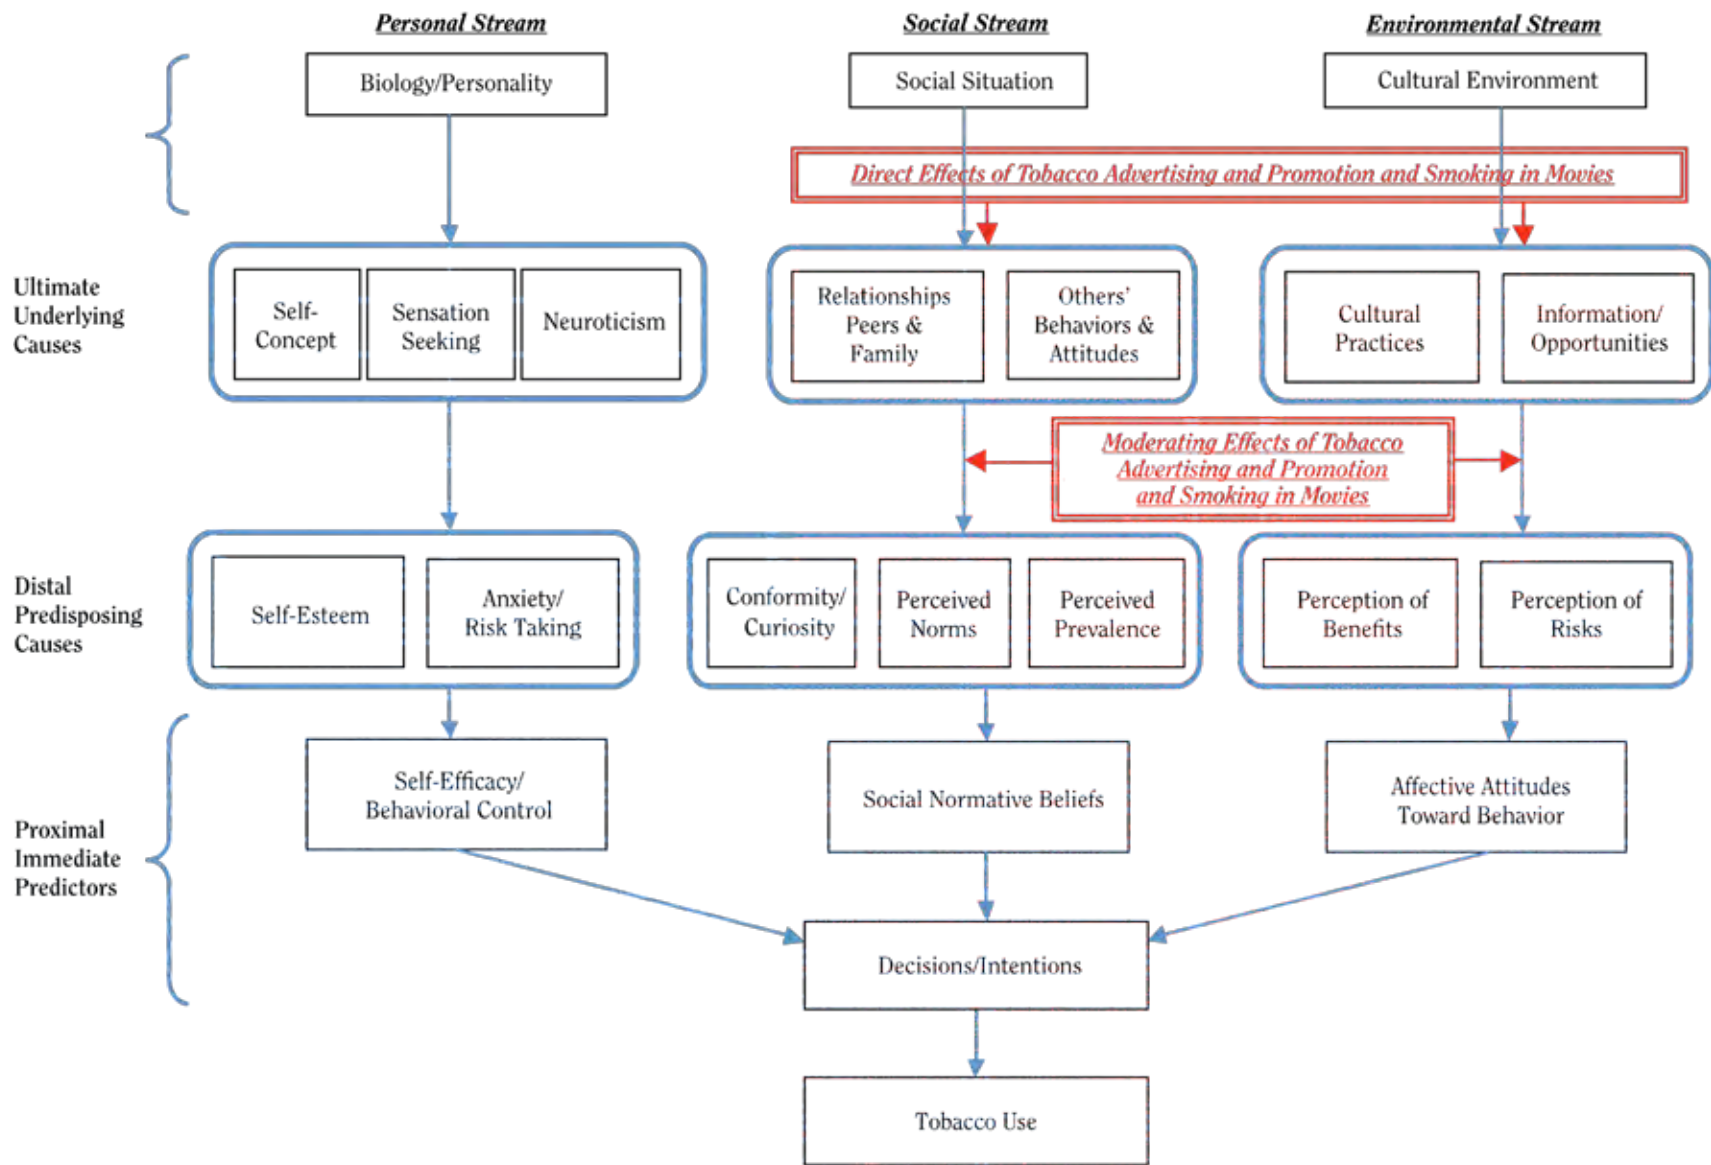 Personal Stream
Social Stream
Environmental Stream
Biology/Personality
Social Situation
Cultural Environment
Direct Effects of Tobacco Advertising and Promotion and Smoking in Movies
Ultimate
Underlying
Causes
Self-
Concept
Sensation
Seeking
Neuroticism
Relationships
Peers &
Family
Others'
Behaviors &
Attitudes
Cultural
Practices
Information/
Opportunities
Moderating Effects of Tobacco
Advertising and Promotion
and Smoking in Movies
Distal
Predisposing
Causes
Self-Esteem
Anxiety/
Risk Taking
Conformity/
Curiosity
Perceived
Norms
Perceived
Prevalence
Perception of
Benefits
Perception of
Risks
Proximal
Immediate
Predictors
Self-Efficacy/
Behavioral Control
Social Normative Beliefs
Affective Attitudes
Toward Behavior
Decisions/Intentions
Tobacco Use